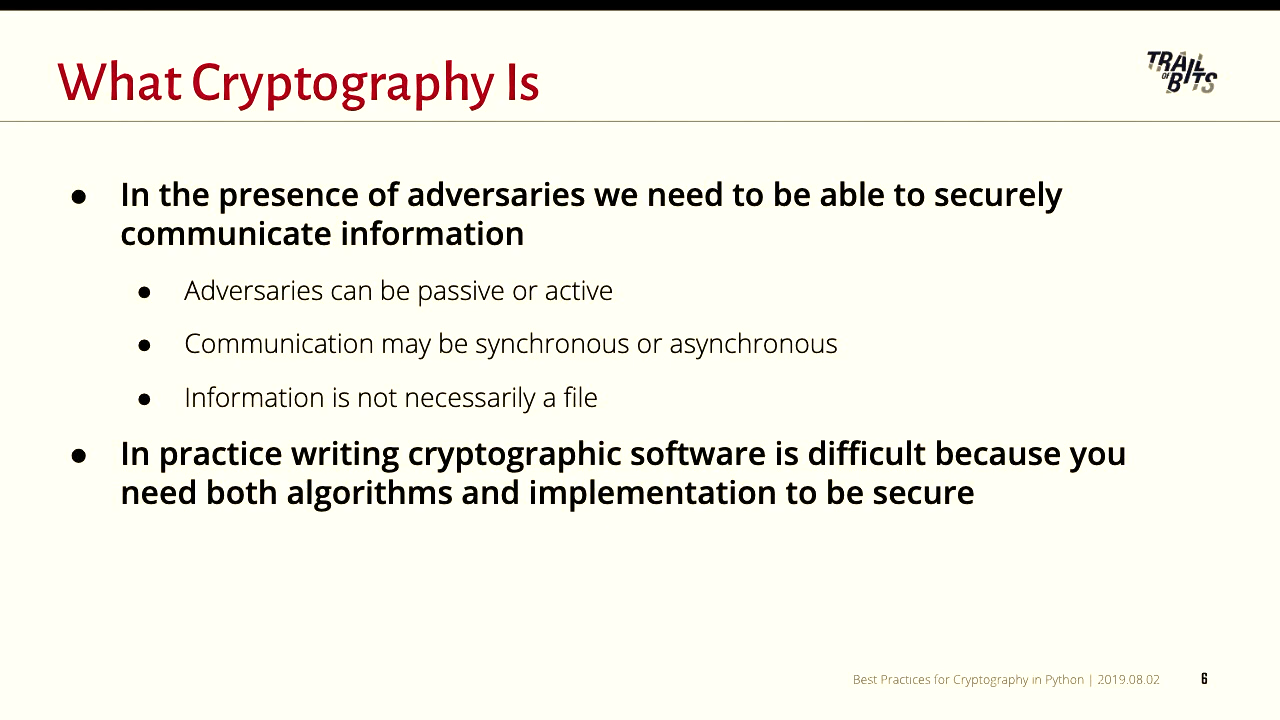 What Cryptography Is
TRAIL
OF
BITS
● In the presence of adversaries we need to be able to securely
communicate information
● Adversaries can be passive or active
● Communication may be synchronous or asynchronous
● Information is not necessarily a file
● In practice writing cryptographic software is difficult because you
need both algorithms and implementation to be secure
Best Practices for Cryptography in Python | 2019.08.02 6